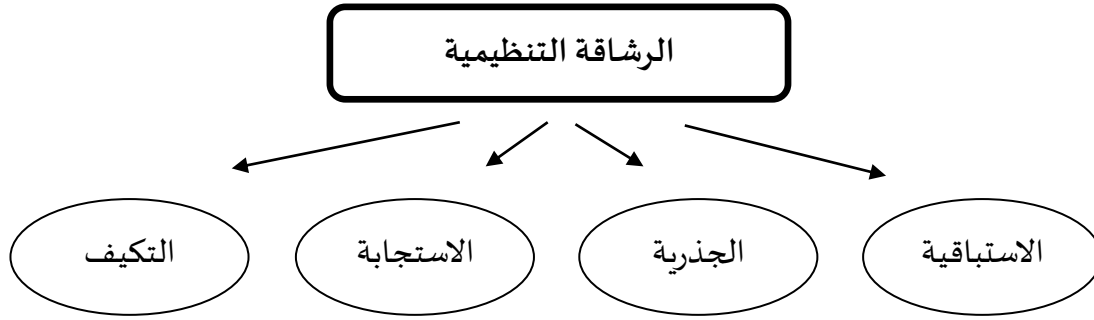 الرشاقة التنظيمية
الاستباقية
الجذرية
الاستجابة
التكيف